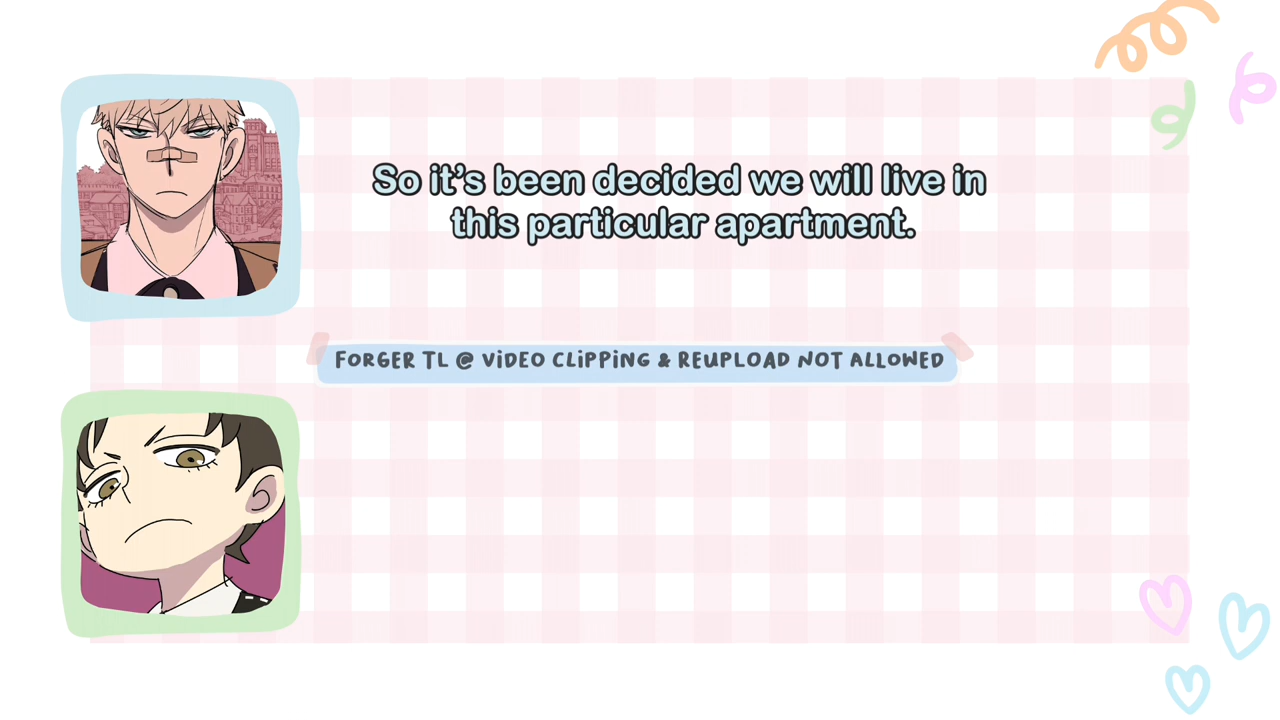 So it's been decided we will live in
this particular apartment.
FORGER TL @ ViDEO CLiPPiNG & REUPLOAD NOT ALLOWED